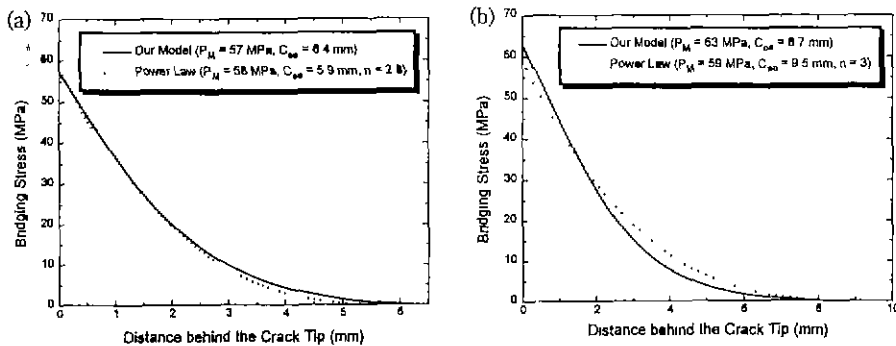 (a)
70
60
50
40
30
20
10
0
Bridging Stress (MPa)
Our Model (P_M = 57 MPa, C_oo = 6.4 mm)
Power Law (P_M = 58 MPa, C_oo = 5.9 mm, n = 2.8)
0 1 2 3 4 5 6
Distance behind the Crack Tip (mm)
(b)
70
60
50
40
30
20
10
0
Bridging Stress (MPa)
Our Model (P_M = 63 MPa, C_oo = 8.7 mm)
Power Law (P_M = 59 MPa, C_oo = 9.5 mm, n = 3)
0 2 4 6 8 10
Distance behind the Crack Tip (mm)